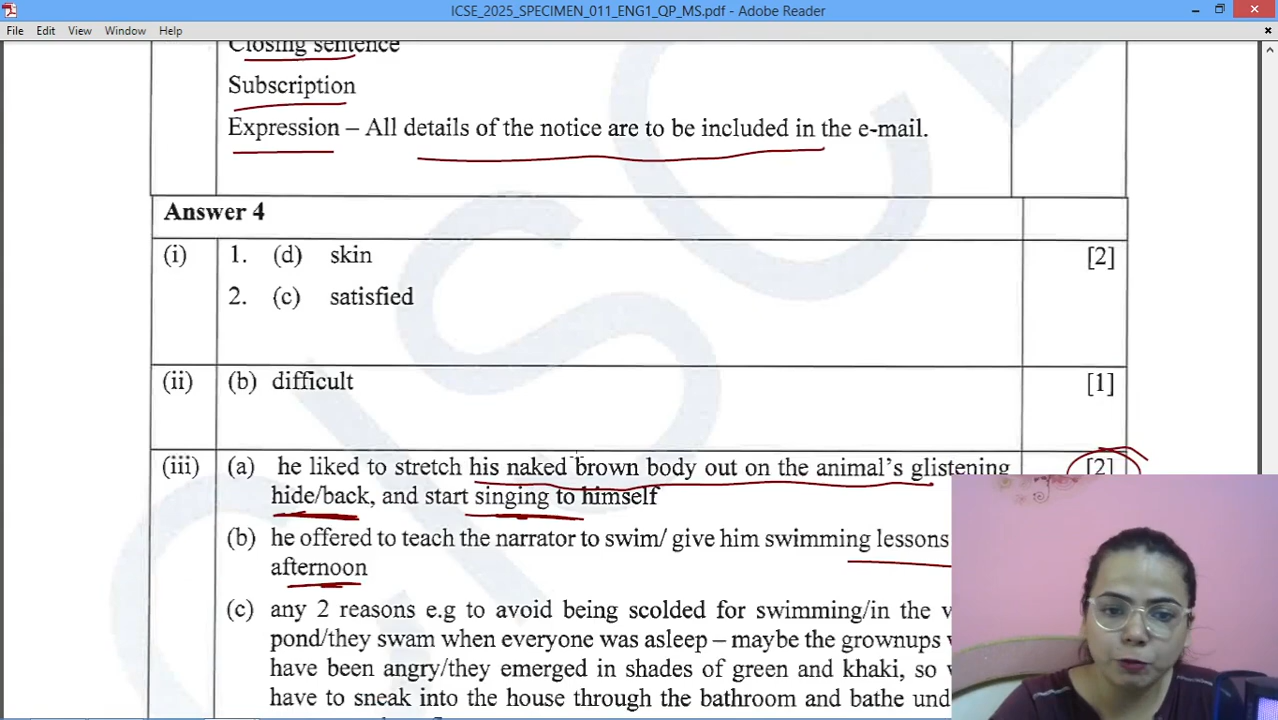 ICSE_2025_SPECIMEN_011_ENG1_QP_MS.pdf - Adobe Reader
File Edit View Window Help
Closing sentence
Subscription
Expression – All details of the notice are to be included in the e-mail.
Answer 4
(i) 1. (d) skin [2]
2. (c) satisfied
(ii) (b) difficult [1]
(iii) (a) he liked to stretch his naked brown body out on the animal's glistening [2]
hide/back, and start singing to himself
(b) he offered to teach the narrator to swim/ give him swimming lessons
afternoon
(c) any 2 reasons e.g to avoid being scolded for swimming/in the
pond/they swam when everyone was asleep – maybe the grownups
have been angry/they emerged in shades of green and khaki, so
have to sneak into the house through the bathroom and bathe